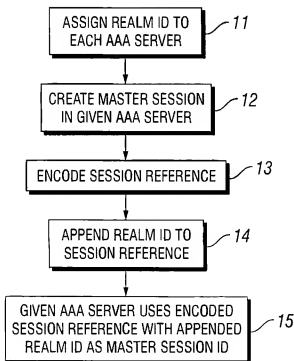 ASSIGN REALM ID TO
EACH AAA SERVER
11
CREATE MASTER SESSION
IN GIVEN AAA SERVER
12
ENCODE SESSION REFERENCE
13
APPEND REALM ID TO
SESSION REFERENCE
14
GIVEN AAA SERVER USES ENCODED
SESSION REFERENCE WITH APPENDED
REALM ID AS MASTER SESSION ID
15